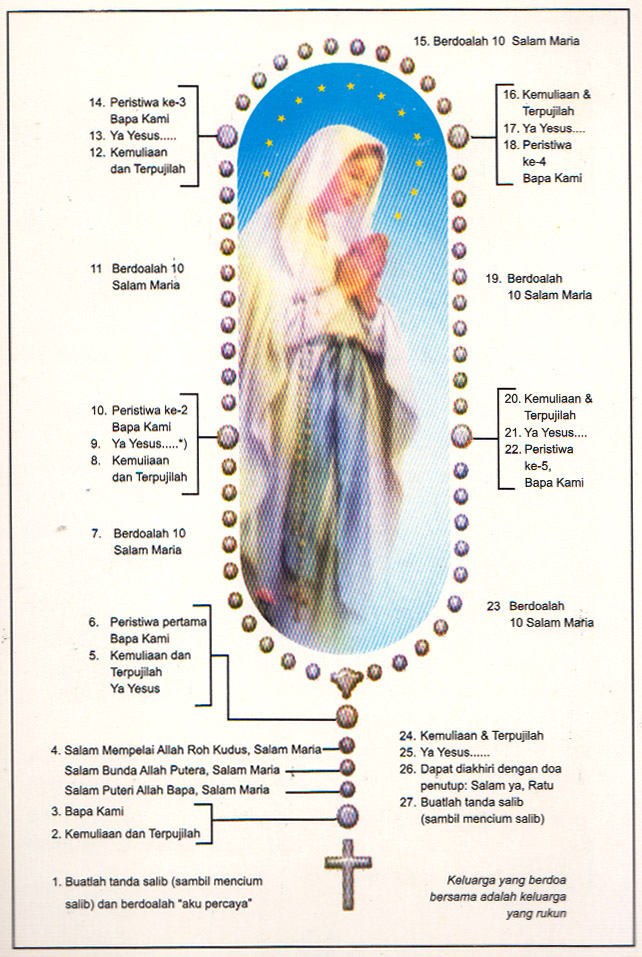 15. Berdoalah 10 Salam Maria
14. Peristiwa ke-3
Bapa Kami
13. Ya Yesus.....
12. Kemuliaan
dan Terpujilah
16. Kemuliaan &
Terpujilah
17. Ya Yesus....
18. Peristiwa
ke-4
Bapa Kami
11 Berdoalah 10
Salam Maria
19. Berdoalah
10 Salam Maria
10. Peristiwa ke-2
Bapa Kami
9. Ya Yesus.....*)
8. Kemuliaan
dan Terpujilah
20. Kemuliaan &
Terpujilah
21. Ya Yesus....
22. Peristiwa
ke-5,
Bapa Kami
7. Berdoalah 10
Salam Maria
23 Berdoalah
10 Salam Maria
6. Peristiwa pertama
Bapa Kami
5. Kemuliaan dan
Terpujilah
Ya Yesus
4. Salam Mempelai Allah Roh Kudus, Salam Maria
Salam Bunda Allah Putera, Salam Maria
Salam Puteri Allah Bapa, Salam Maria
3. Bapa Kami
2. Kemuliaan dan Terpujilah
1. Buatlah tanda salib (sambil mencium
salib) dan berdoalah "aku percaya"
24. Kemuliaan & Terpujilah
25. Ya Yesus......
26. Dapat diakhiri dengan doa
penutup: Salam ya, Ratu
27. Buatlah tanda salib
(sambil mencium salib)
Keluarga yang berdoa
bersama adalah keluarga
yang rukun